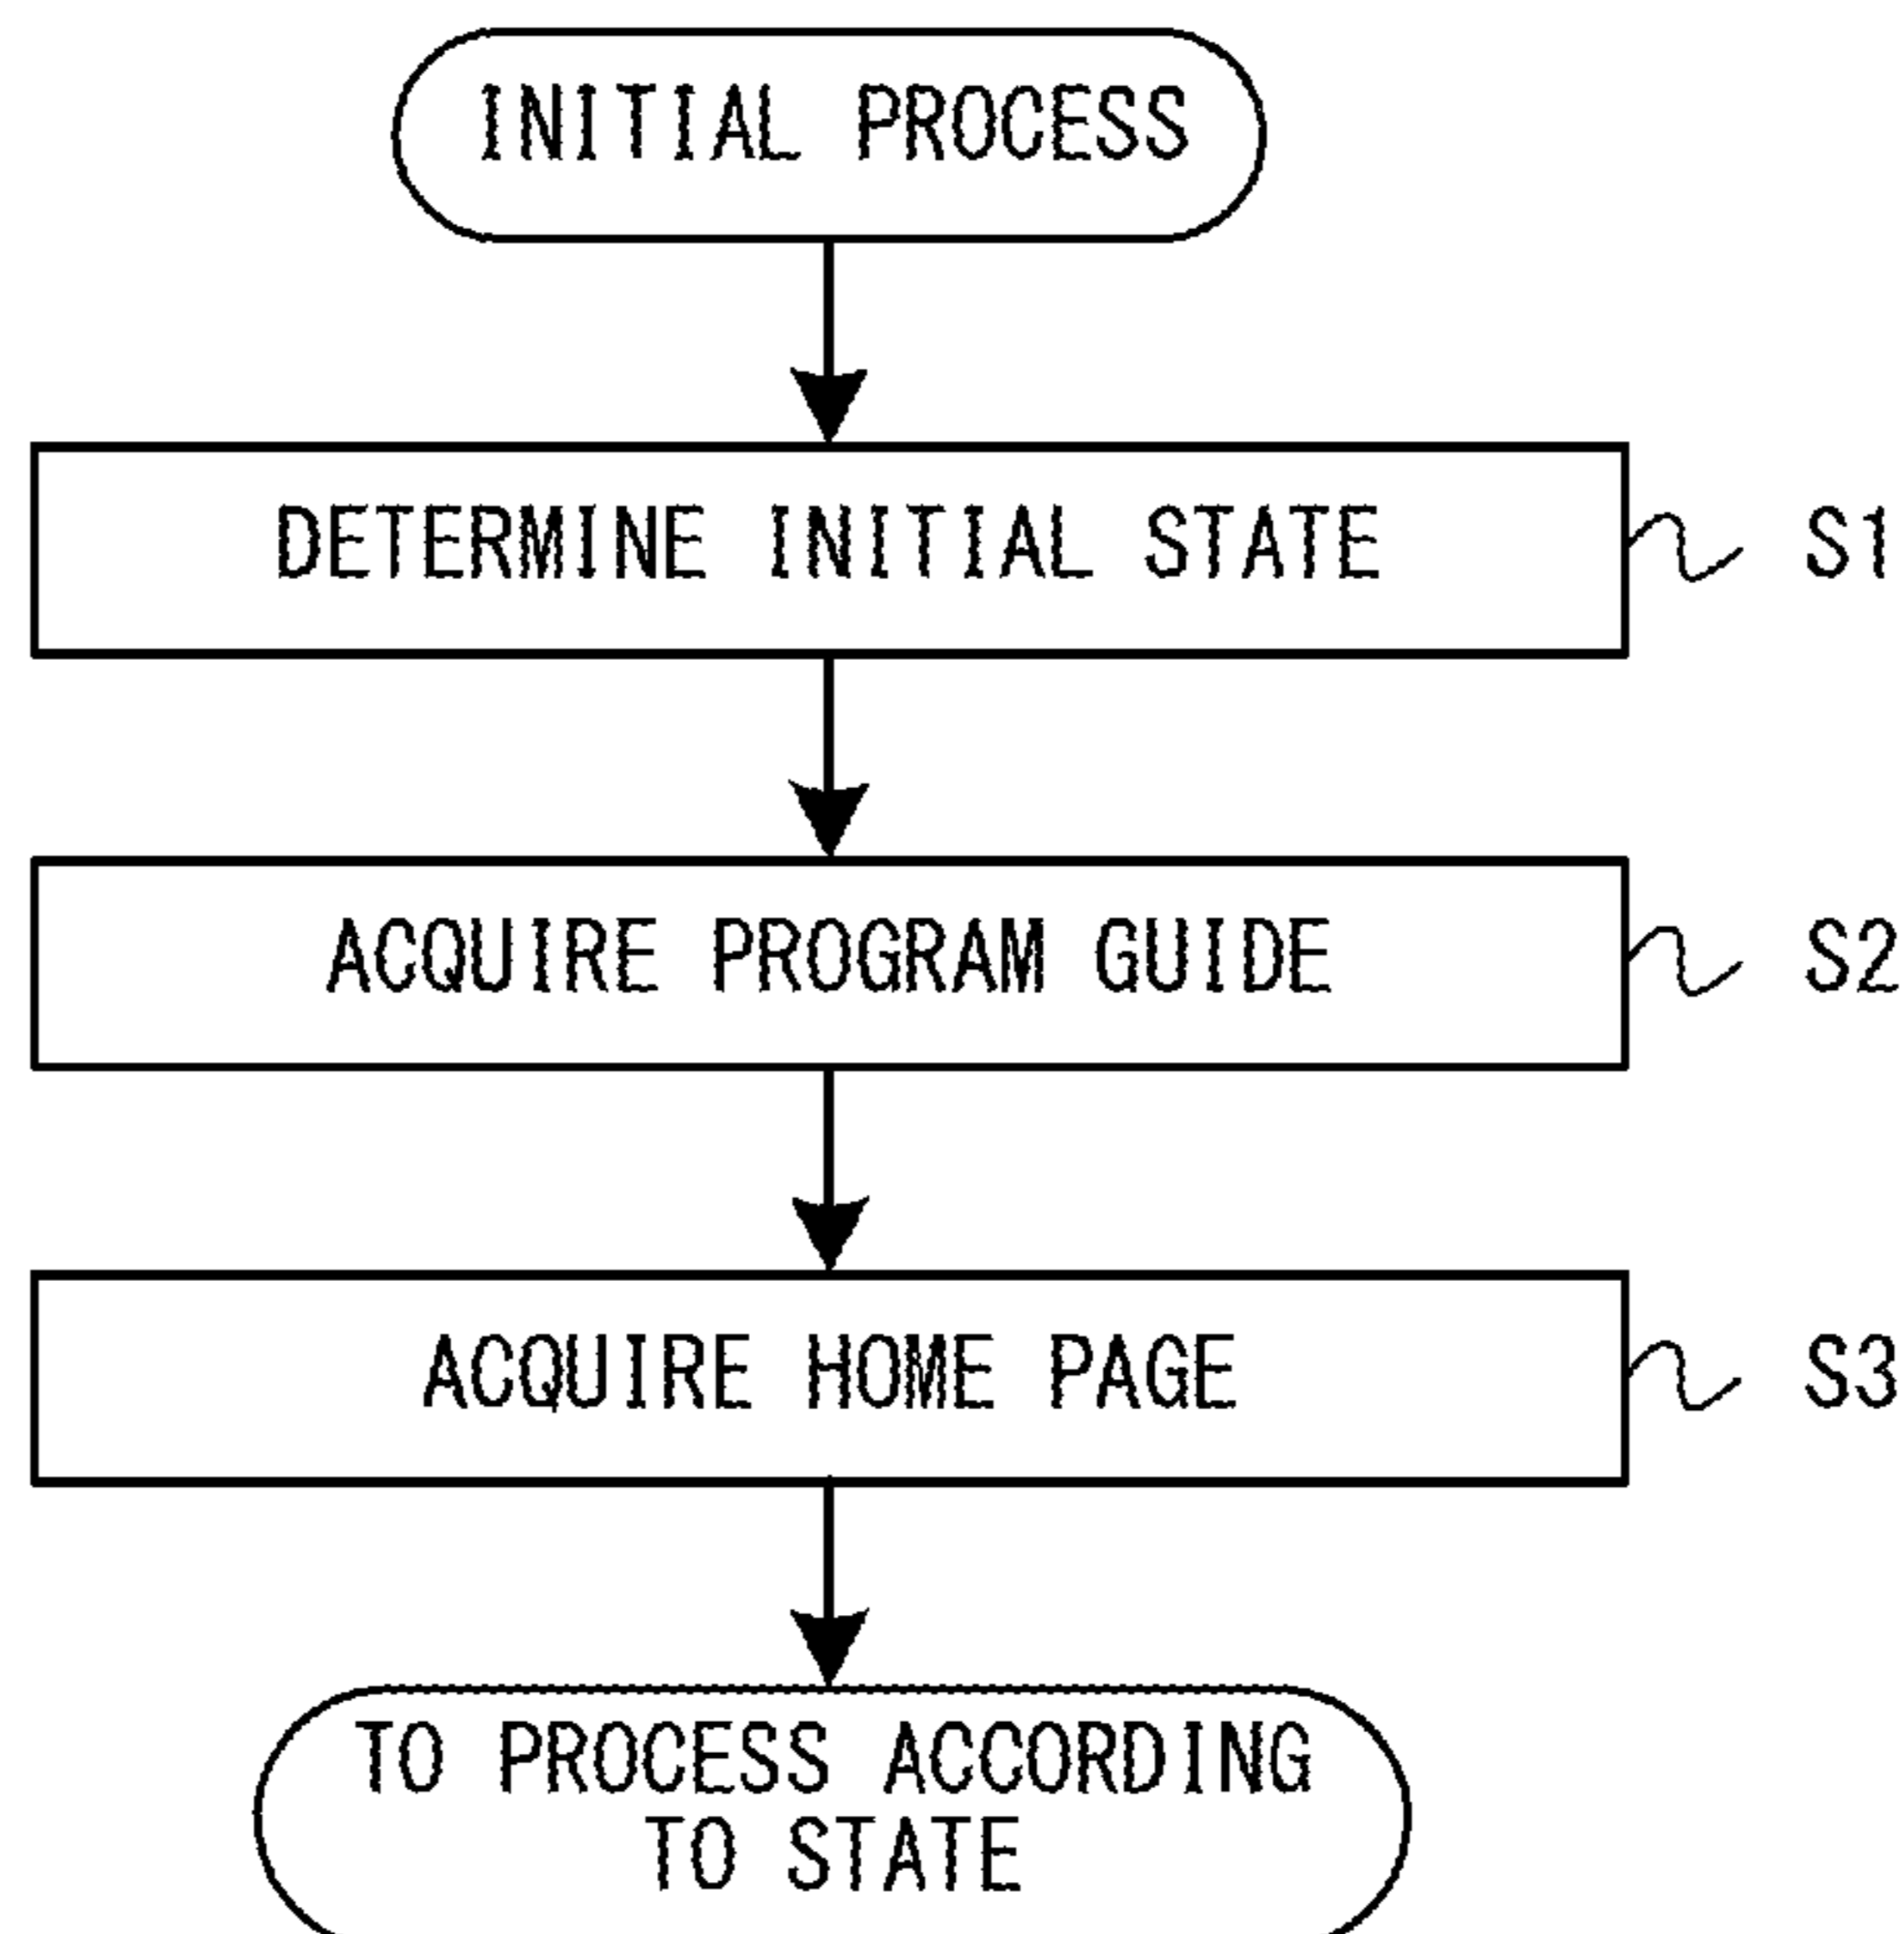 INITIAL PROCESS
DETERMINE INITIAL STATE
S1
ACQUIRE PROGRAM GUIDE
S2
ACQUIRE HOME PAGE
S3
TO PROCESS ACCORDING
TO STATE